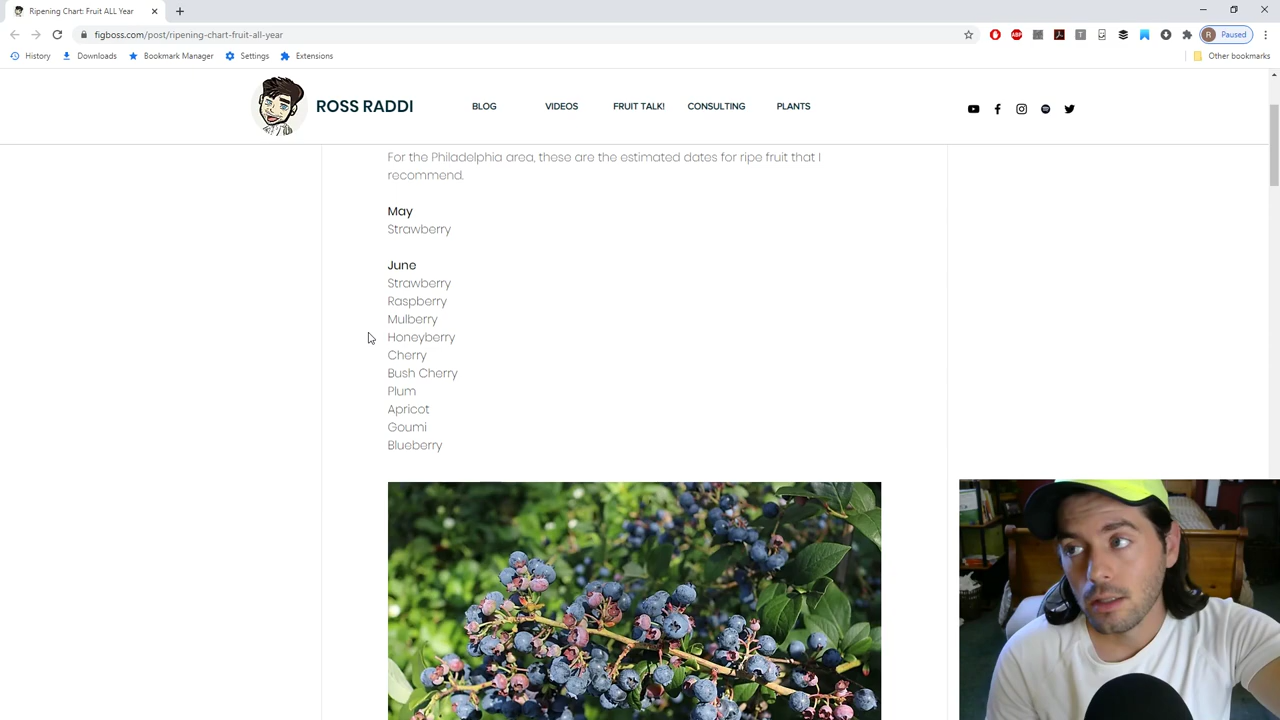 Ripening Chart: Fruit ALL Year
figboss.com/post/ripening-chart-fruit-all-year
R Paused
History Downloads Bookmark Manager Settings Extensions Other bookmarks
ROSS RADDI BLOG VIDEOS FRUIT TALK! CONSULTING PLANTS
For the Philadelphia area, these are the estimated dates for ripe fruit that I
recommend.
May
Strawberry
June
Strawberry
Raspberry
Mulberry
Honeyberry
Cherry
Bush Cherry
Plum
Apricot
Goumi
Blueberry